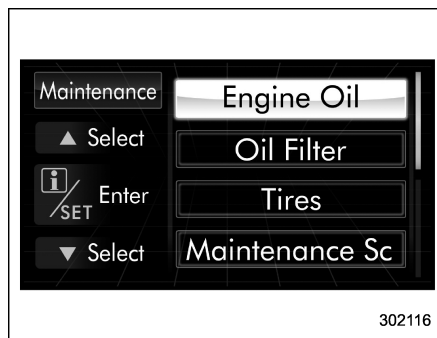 Maintenance
▲ Select
i/SET Enter
▼ Select
Engine Oil
Oil Filter
Tires
Maintenance Sc
302116